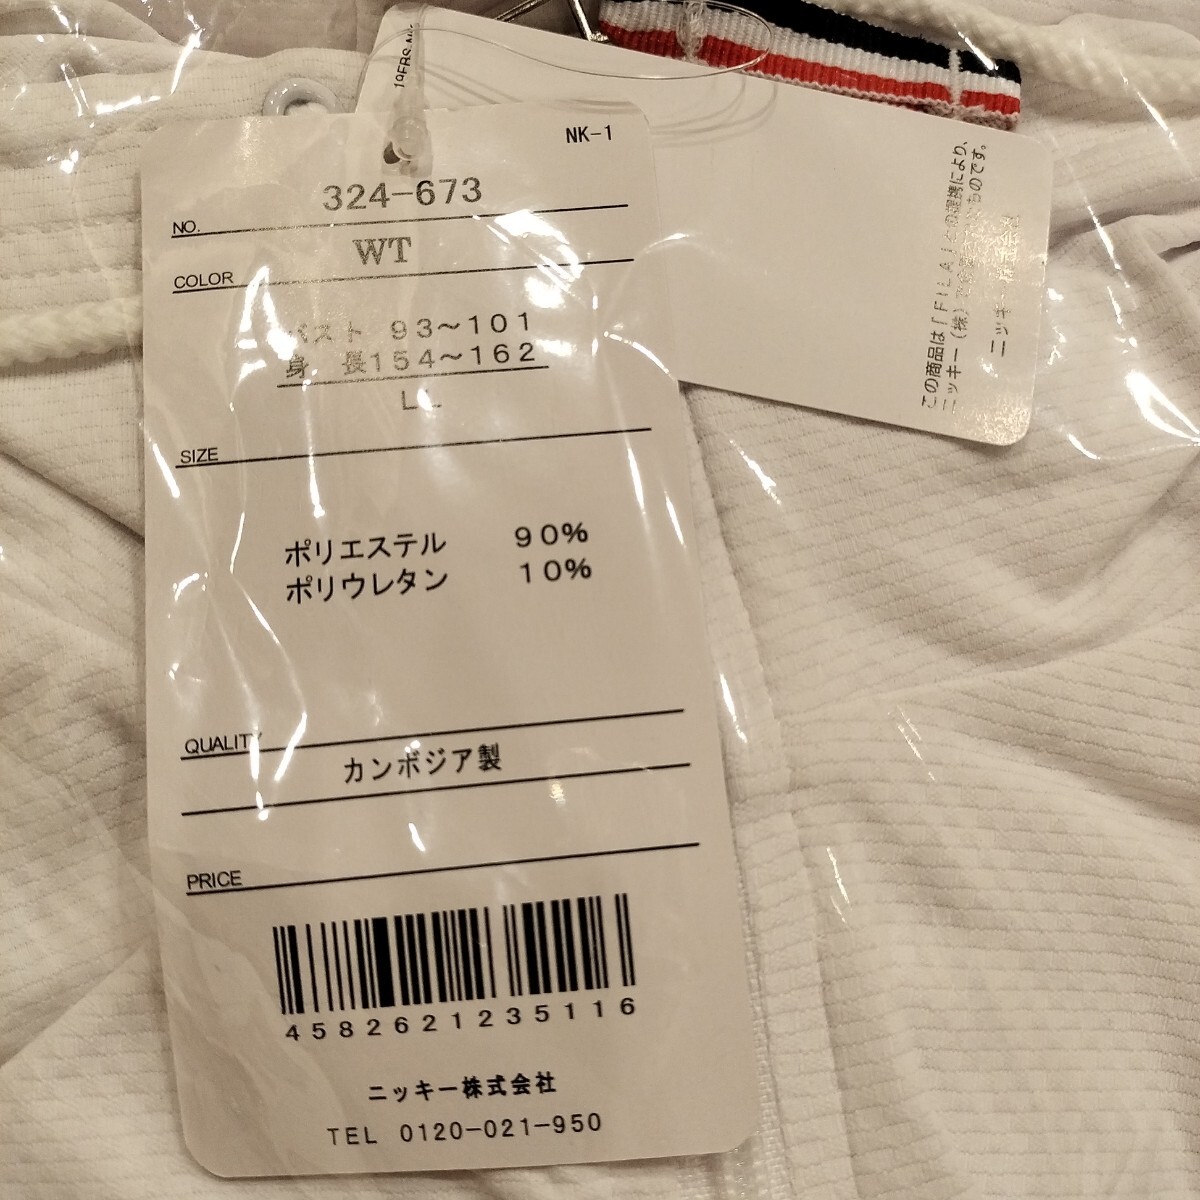 NK-1
324-673
NO.
WT
COLOR
バスト 93〜101
身 長154〜162
LL
SIZE
ポリエステル 90%
ポリウレタン 10%
QUALITY
カンボジア製
PRICE
4582621235116
ニッキー株式会社
TEL 0120-021-950
この商品は「FILA」との提携により、
ニッキー(株)
ものです。
ニッキー株式会社